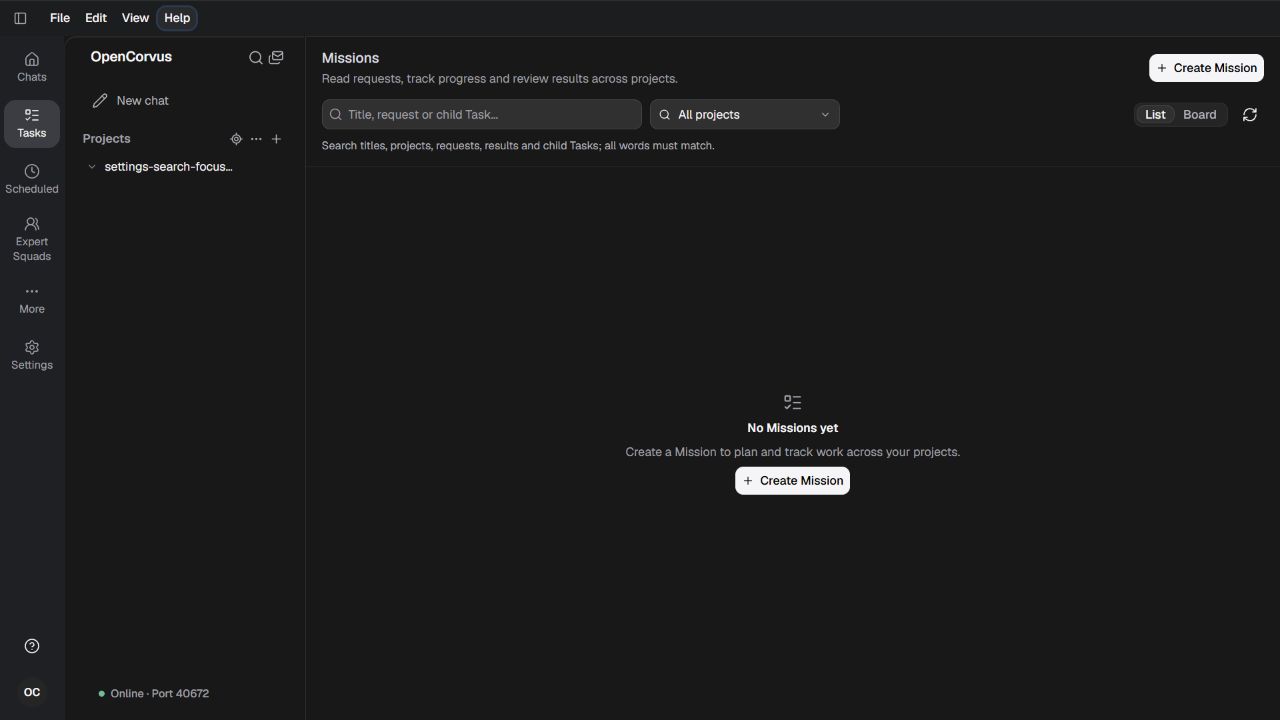 File Edit View Help
Chats
Tasks
Scheduled
Expert
Squads
More
Settings
OC
OpenCorvus
New chat
Projects
settings-search-focus...
Online · Port 40672
Missions
Read requests, track progress and review results across projects.
Create Mission
Title, request or child Task...
All projects
List Board
Search titles, projects, requests, results and child Tasks; all words must match.
No Missions yet
Create a Mission to plan and track work across your projects.
Create Mission